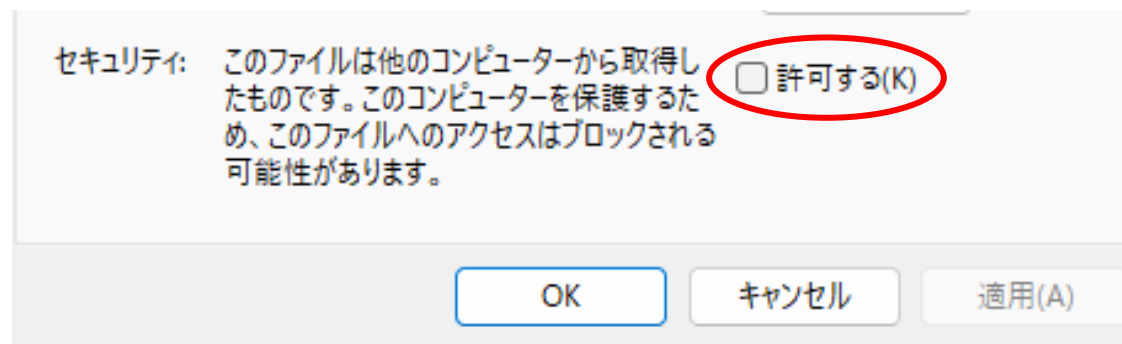 セキュリティ: このファイルは他のコンピューターから取得し
たものです。このコンピューターを保護するた
め、このファイルへのアクセスはブロックされる
可能性があります。
許可する(K)
OK キャンセル 適用(A)